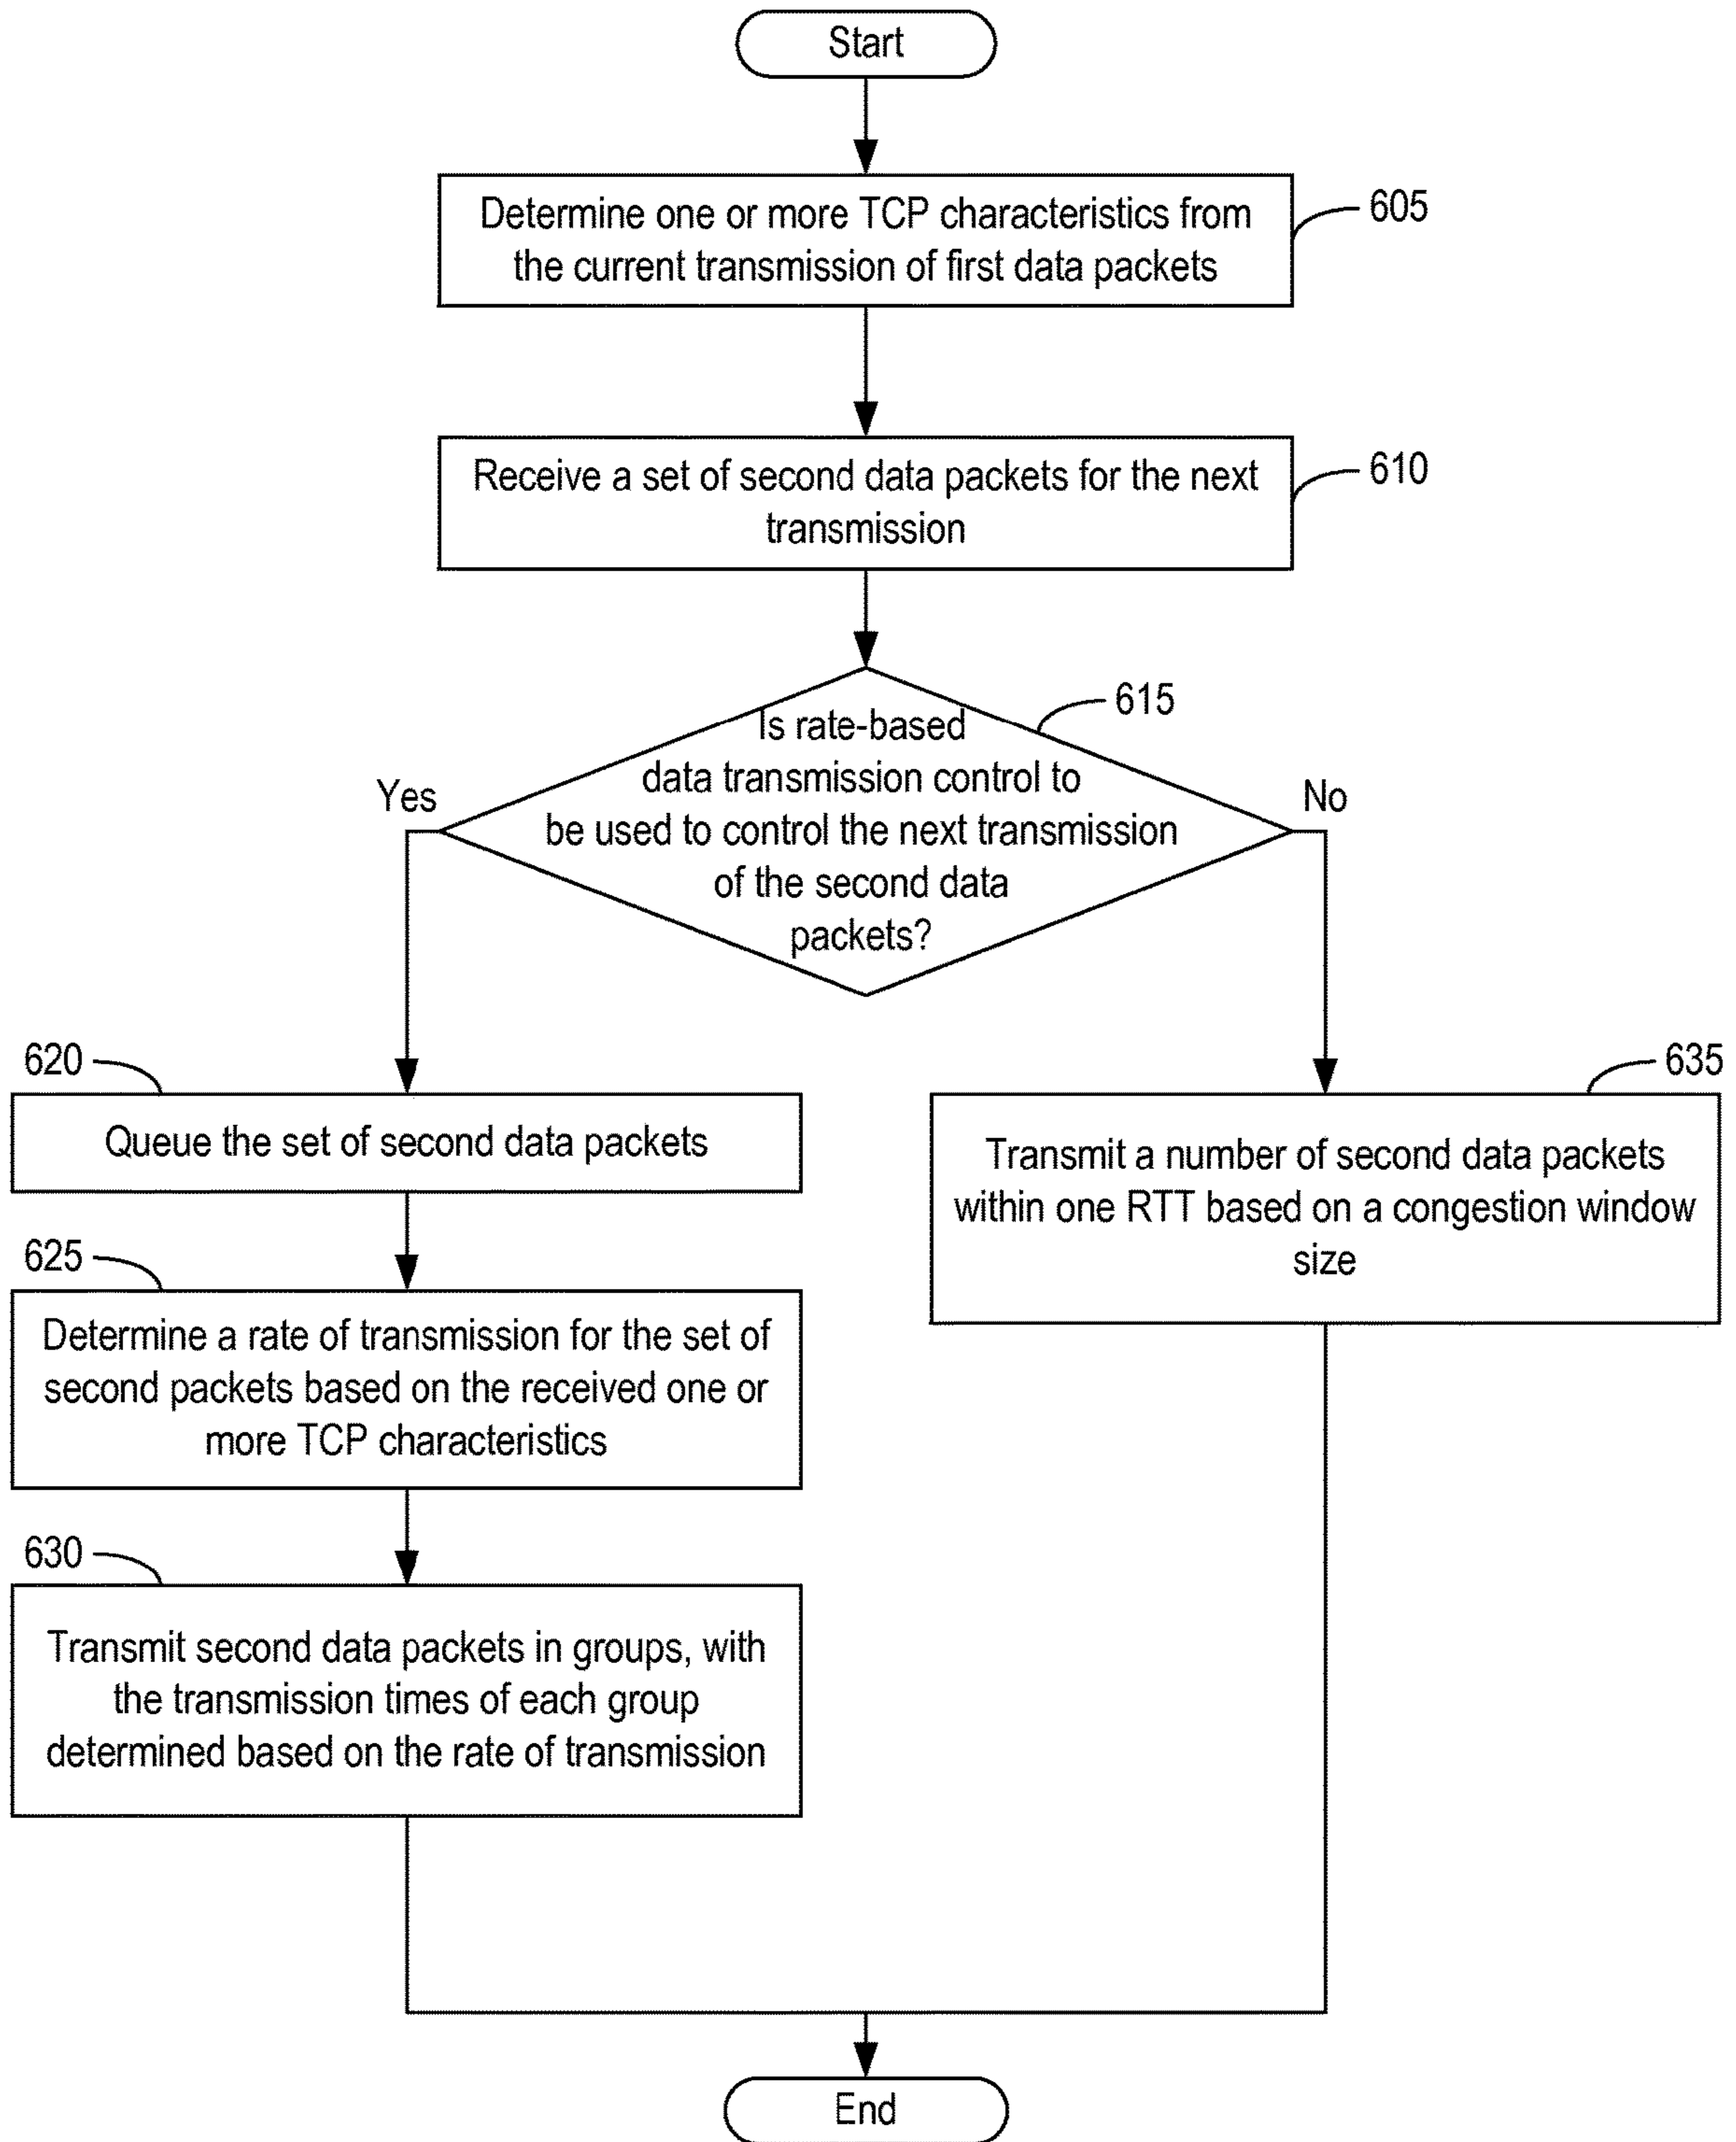 Start
Determine one or more TCP characteristics from
the current transmission of first data packets
605
Receive a set of second data packets for the next
transmission
610
615
Is rate-based
data transmission control to
be used to control the next transmission
of the second data
packets?
Yes
No
620
Queue the set of second data packets
625
Determine a rate of transmission for the set of
second packets based on the received one or
more TCP characteristics
630
Transmit second data packets in groups, with
the transmission times of each group
determined based on the rate of transmission
635
Transmit a number of second data packets
within one RTT based on a congestion window
size
End